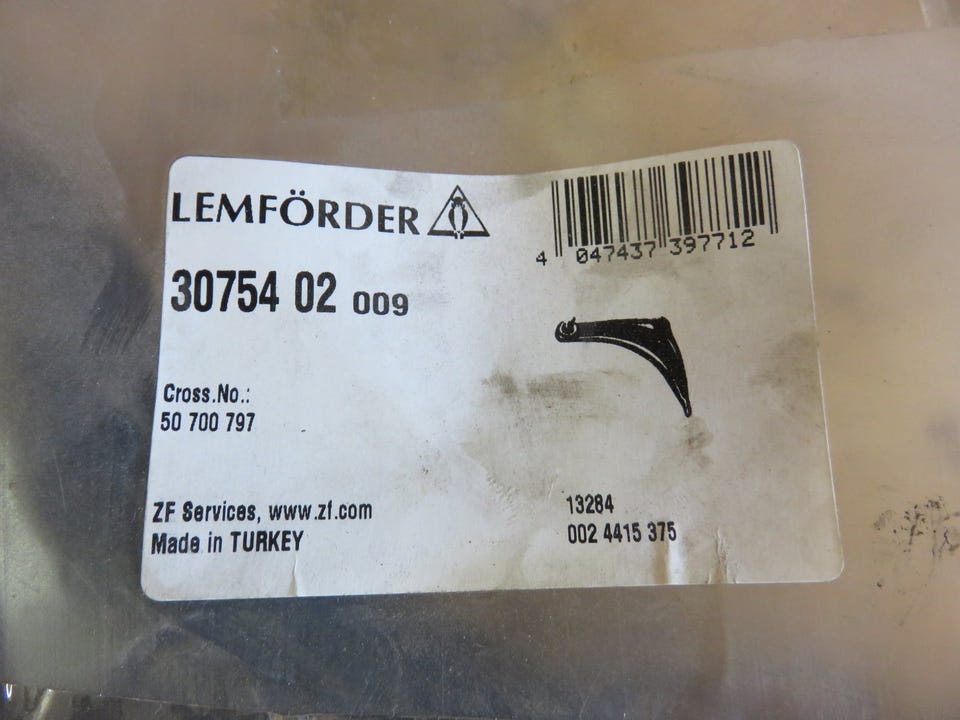 LEMFÖRDER
4 047437 397712
30754 02 009
Cross.No.:
50 700 797
ZF Services, www.zf.com
Made in TURKEY
13284
002 4415 375